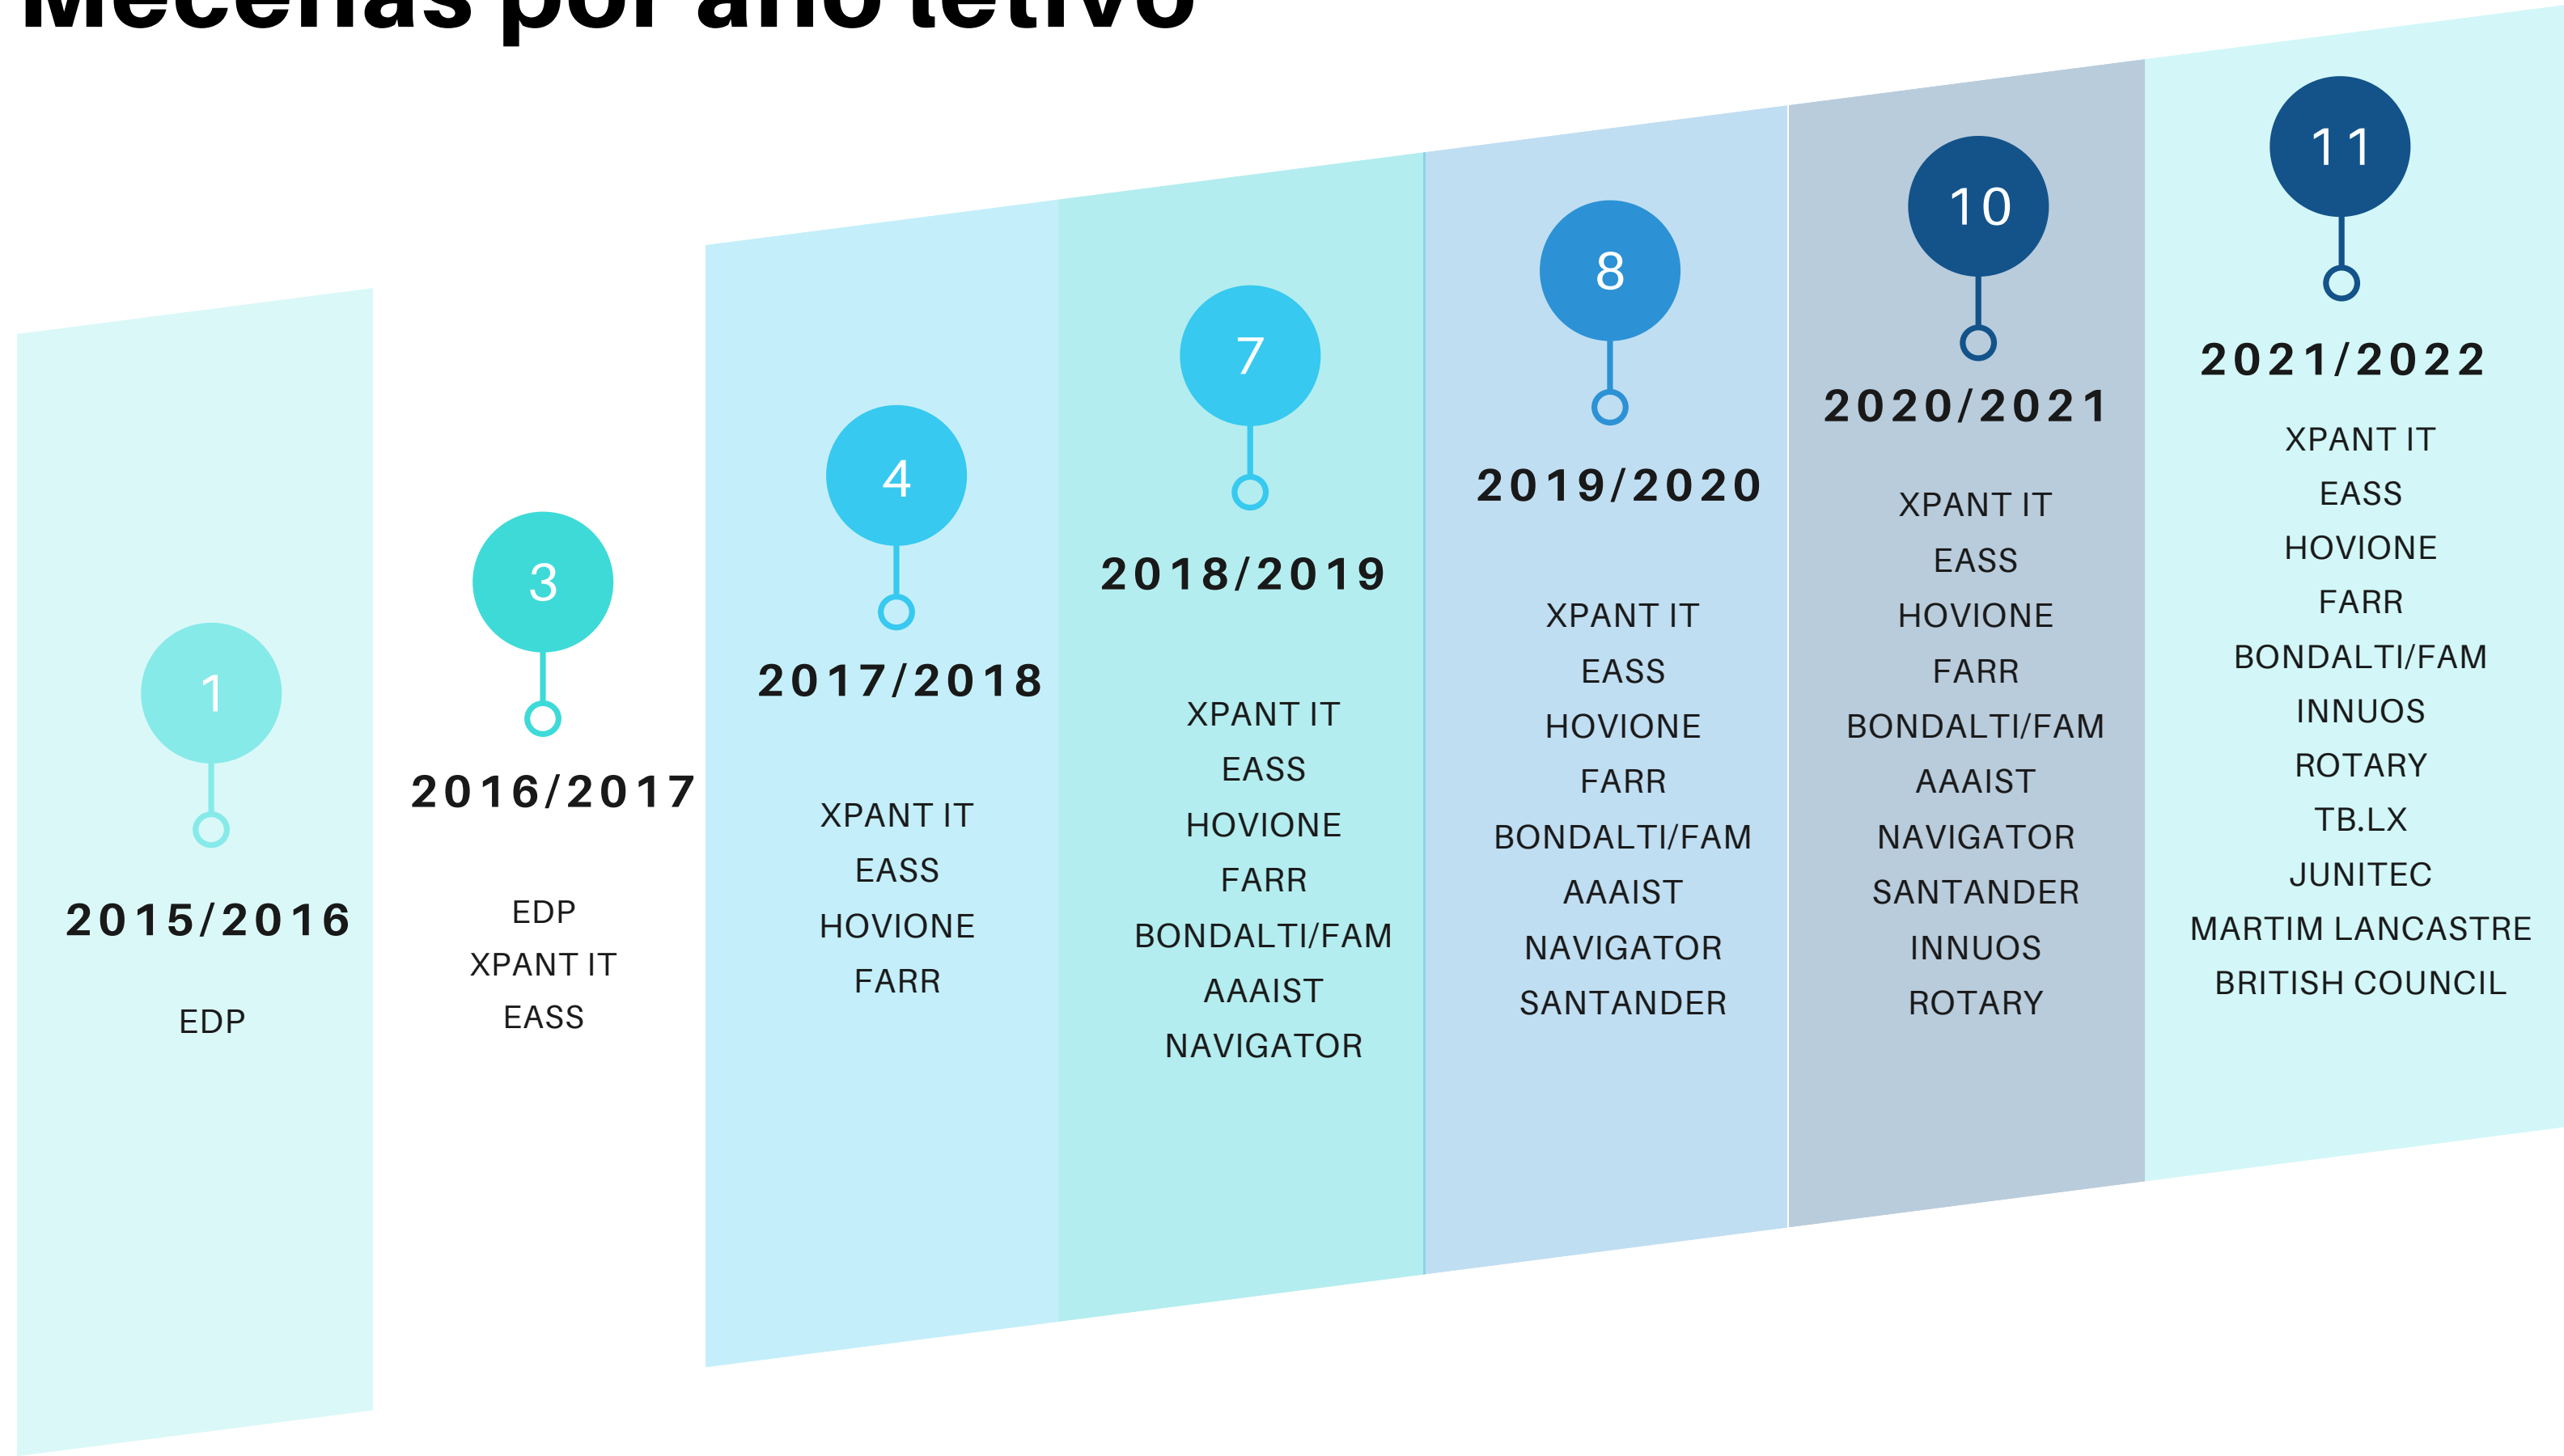 Mecenas por ano letivo
1
2015/2016
EDP
3
2016/2017
EDP
XPANT IT
EASS
4
2017/2018
XPANT IT
EASS
HOVIONE
FARR
7
2018/2019
XPANT IT
EASS
HOVIONE
FARR
BONDALTI/FAM
AAAIST
NAVIGATOR
8
2019/2020
XPANT IT
EASS
HOVIONE
FARR
BONDALTI/FAM
AAAIST
NAVIGATOR
SANTANDER
10
2020/2021
XPANT IT
EASS
HOVIONE
FARR
BONDALTI/FAM
AAAIST
NAVIGATOR
SANTANDER
INNUOS
ROTARY
11
2021/2022
XPANT IT
EASS
HOVIONE
FARR
BONDALTI/FAM
INNUOS
ROTARY
TB.LX
JUNITEC
MARTIM LANCASTRE
BRITISH COUNCIL